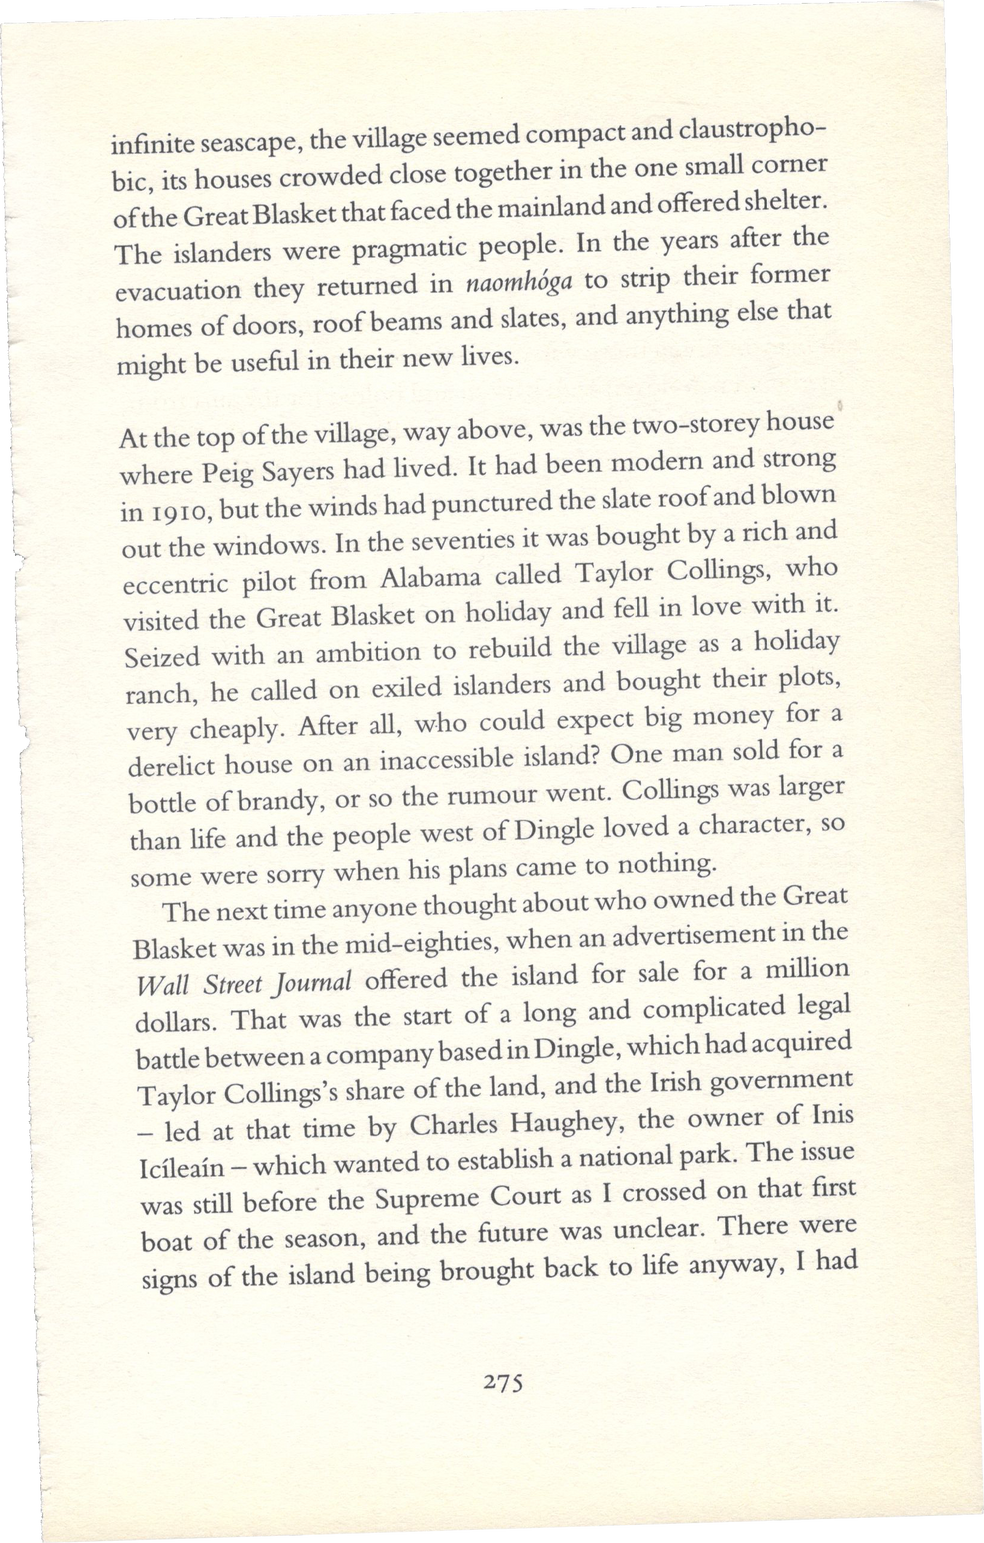 infinite seascape, the village seemed compact and claustropho-
bic, its houses crowded close together in the one small corner
of the Great Blasket that faced the mainland and offered shelter.
The islanders were pragmatic people. In the years after the
evacuation they returned in naomhóga to strip their former
homes of doors, roof beams and slates, and anything else that
might be useful in their new lives.
At the top of the village, way above, was the two-storey house
where Peig Sayers had lived. It had been modern and strong
in 1910, but the winds had punctured the slate roof and blown
out the windows. In the seventies it was bought by a rich and
eccentric pilot from Alabama called Taylor Collings, who
visited the Great Blasket on holiday and fell in love with it.
Seized with an ambition to rebuild the village as a holiday
ranch, he called on exiled islanders and bought their plots,
very cheaply. After all, who could expect big money for a
derelict house on an inaccessible island? One man sold for a
bottle of brandy, or so the rumour went. Collings was larger
than life and the people west of Dingle loved a character, so
some were sorry when his plans came to nothing.
The next time anyone thought about who owned the Great
Blasket was in the mid-eighties, when an advertisement in the
Wall Street Journal offered the island for sale for a million
dollars. That was the start of a long and complicated legal
battle between a company based in Dingle, which had acquired
Taylor Collings's share of the land, and the Irish government
– led at that time by Charles Haughey, the owner of Inis
Icíleaín – which wanted to establish a national park. The issue
was still before the Supreme Court as I crossed on that first
boat of the season, and the future was unclear. There were
signs of the island being brought back to life anyway, I had
275